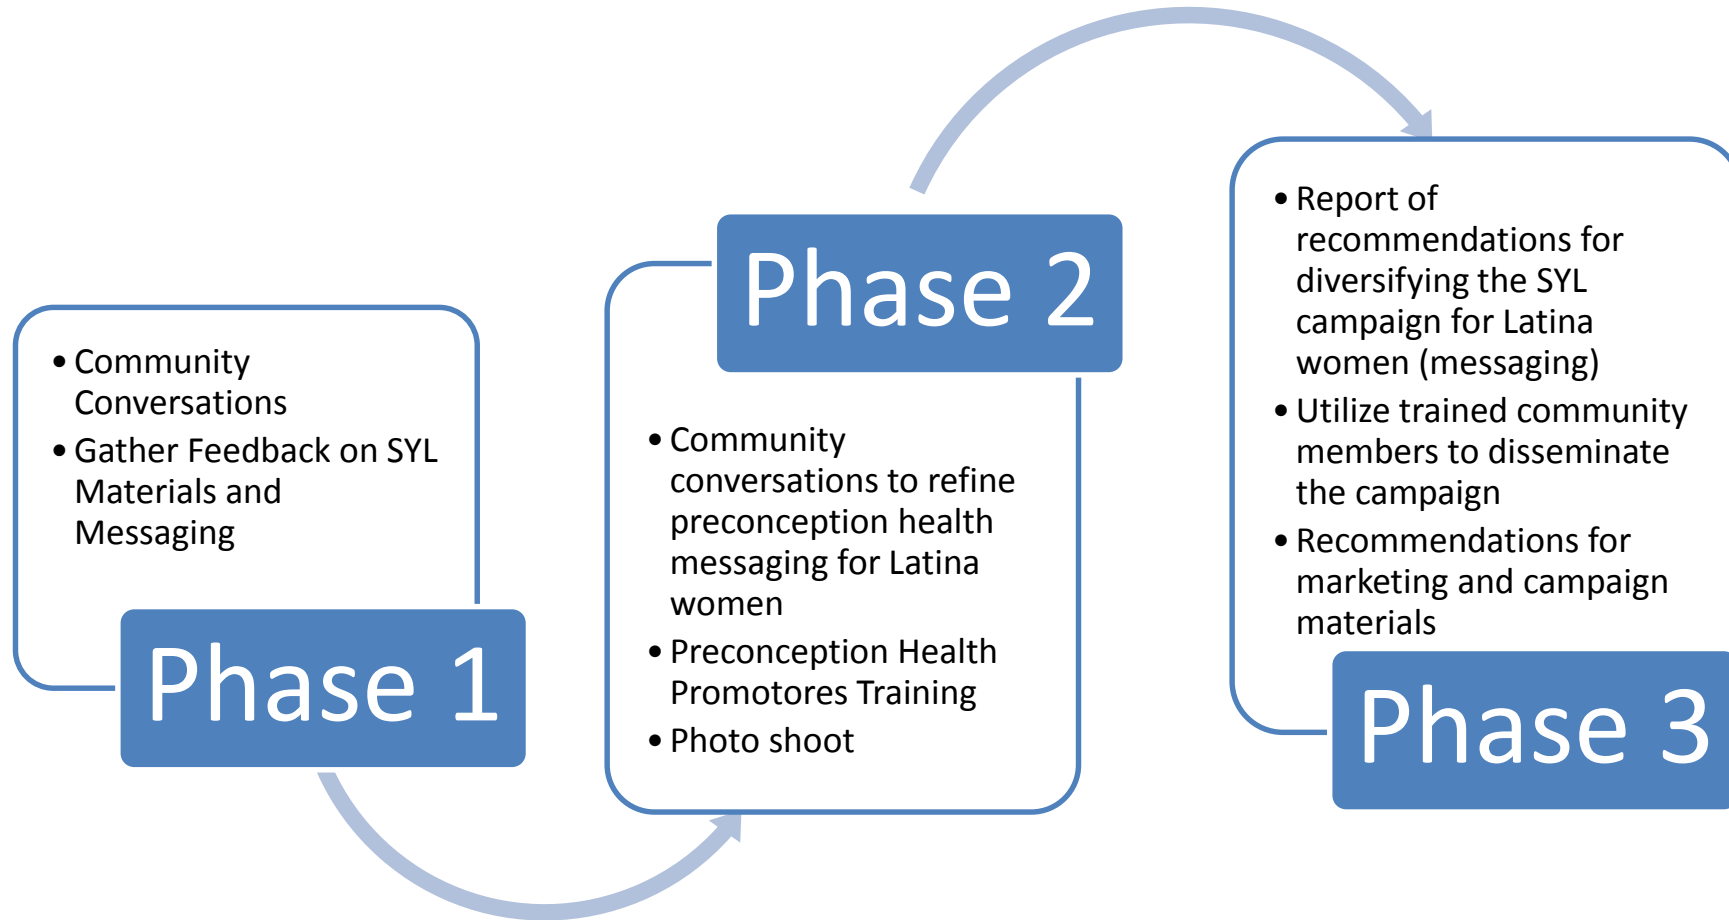 • Community
Conversations
• Gather Feedback on SYL
Materials and
Messaging
Phase 1
Phase 2
• Community
conversations to refine
preconception health
messaging for Latina
women
• Preconception Health
Promotores Training
• Photo shoot
• Report of
recommendations for
diversifying the SYL
campaign for Latina
women (messaging)
• Utilize trained community
members to disseminate
the campaign
• Recommendations for
marketing and campaign
materials
Phase 3